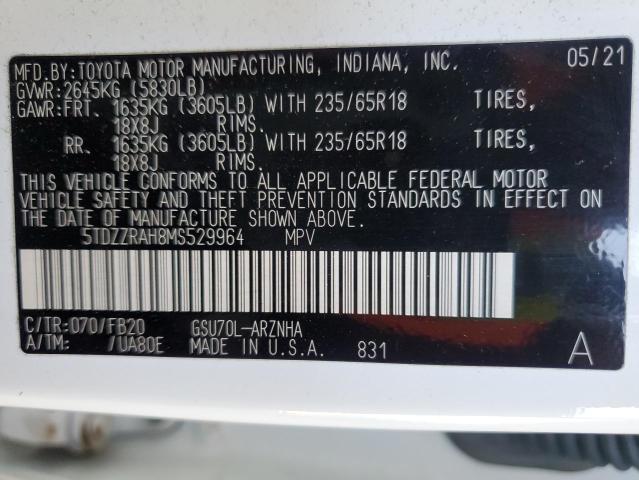 MFD.BY:TOYOTA MOTOR MANUFACTURING, INDIANA, INC. 05/21
GVWR:2645KG (5830LB)
GAWR:FRT. 1635KG (3605LB) WITH 235/65R18 TIRES,
18X8J RIMS.
RR. 1635KG (3605LB) WITH 235/65R18 TIRES,
18X8J RIMS.
THIS VEHICLE CONFORMS TO ALL APPLICABLE FEDERAL MOTOR
VEHICLE SAFETY AND THEFT PREVENTION STANDARDS IN EFFECT ON
THE DATE OF MANUFACTURE SHOWN ABOVE.
5TDZZRAH8MS529964 MPV
C/TR:070/FB20 GSU70L-ARZNHA
A/TM: /UA80E MADE IN U.S.A. 831 A